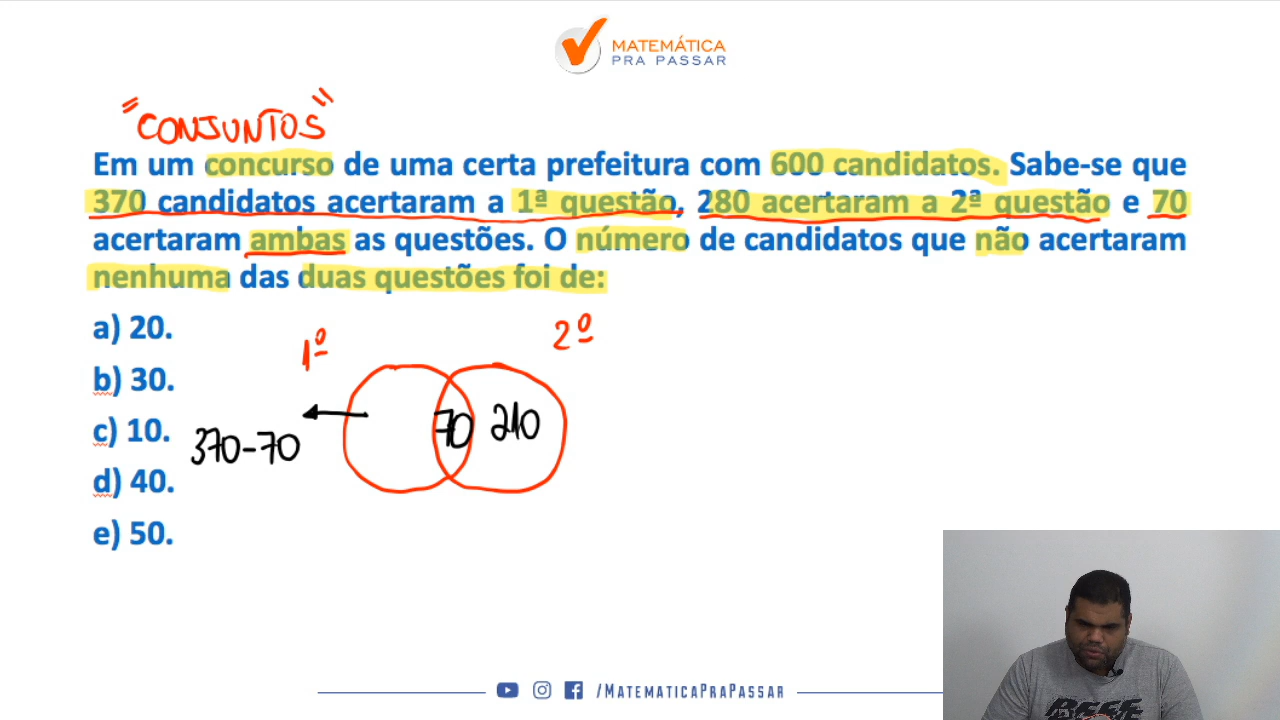 MATEMÁTICA
PRA PASSAR
"CONJUNTOS"
Em um concurso de uma certa prefeitura com 600 candidatos. Sabe-se que
370 candidatos acertaram a 1ª questão, 280 acertaram a 2ª questão e 70
acertaram ambas as questões. O número de candidatos que não acertaram
nenhuma das duas questões foi de:
a) 20.
b) 30.
c) 10.
d) 40.
e) 50.
1º
2º
370-70
70
210
/MATEMATICAPRAPASSAR